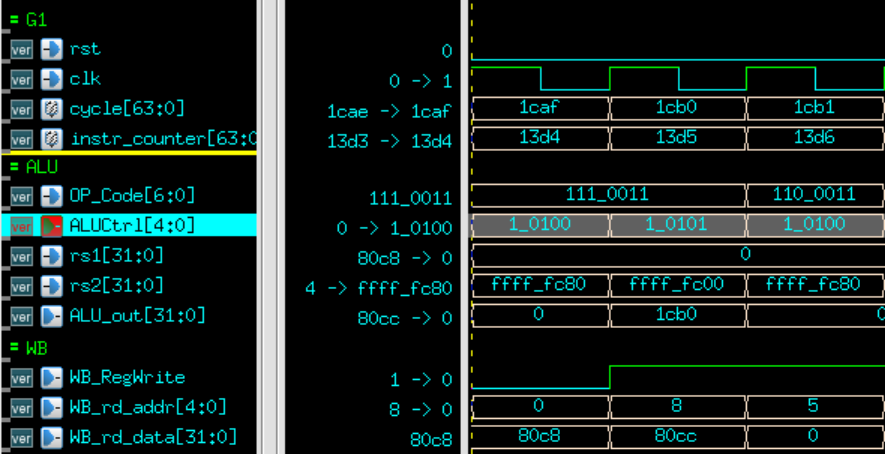 = G1
ver rst 0
ver clk 0 -> 1
ver cycle[63:0] 1cae -> 1caf 1caf 1cb0 1cb1
ver instr_counter[63:0 13d3 -> 13d4 13d4 13d5 13d6
= ALU
ver OP_Code[6:0] 111_0011 111_0011 110_0011
ver ALUCtrl[4:0] 0 -> 1_0100 1_0100 1_0101 1_0100
ver rs1[31:0] 80c8 -> 0 0
ver rs2[31:0] 4 -> ffff_fc80 ffff_fc80 ffff_fc00 ffff_fc80
ver ALU_out[31:0] 80cc -> 0 0 1cb0 0
= WB
ver WB_RegWrite 1 -> 0
ver WB_rd_addr[4:0] 8 -> 0 0 8 5
ver WB_rd_data[31:0] 80c8 80c8 80cc 0